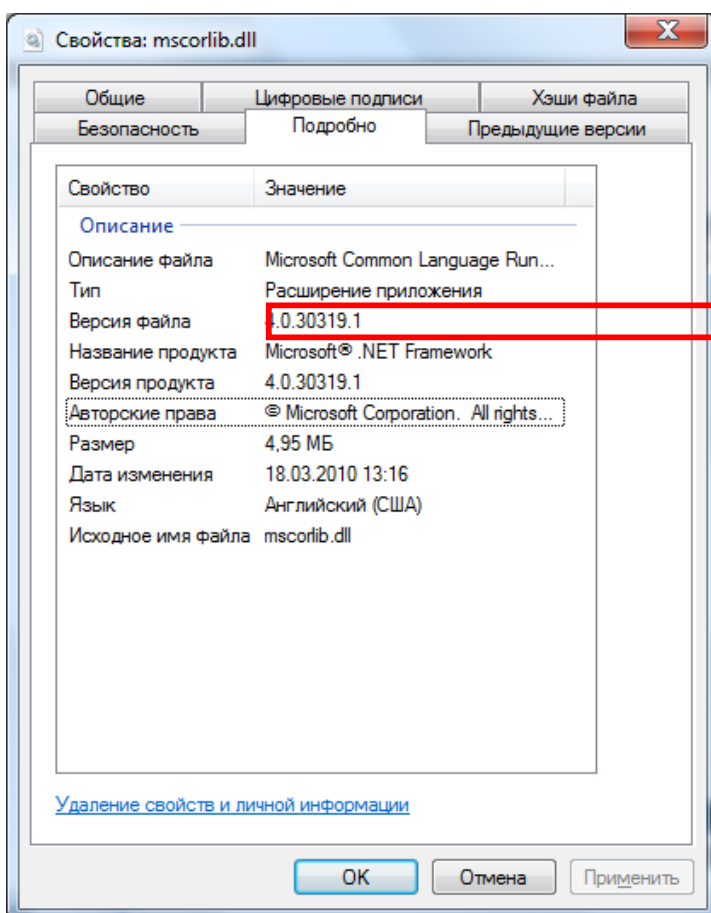 Свойства: mscorlib.dll
Общие Цифровые подписи Хэши файла
Безопасность Подробно Предыдущие версии
Свойство Значение
Описание
Описание файла Microsoft Common Language Run...
Тип Расширение приложения
Версия файла 4.0.30319.1
Название продукта Microsoft® .NET Framework
Версия продукта 4.0.30319.1
Авторские права © Microsoft Corporation. All rights...
Размер 4,95 МБ
Дата изменения 18.03.2010 13:16
Язык Английский (США)
Исходное имя файла mscorlib.dll
Удаление свойств и личной информации
OK Отмена Применить